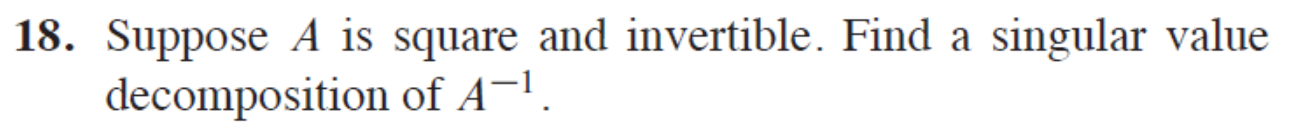 18. Suppose A is square and invertible. Find a singular value
decomposition of A⁻¹.